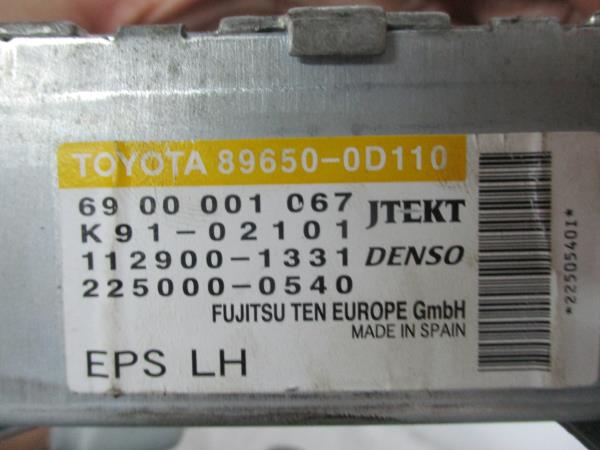 TOYOTA 89650-0D110
69 00 001 067 JTEKT
K91-02101
112900-1331 DENSO
225000-0540
FUJITSU TEN EUROPE GmbH
MADE IN SPAIN
EPS LH
*22505401*